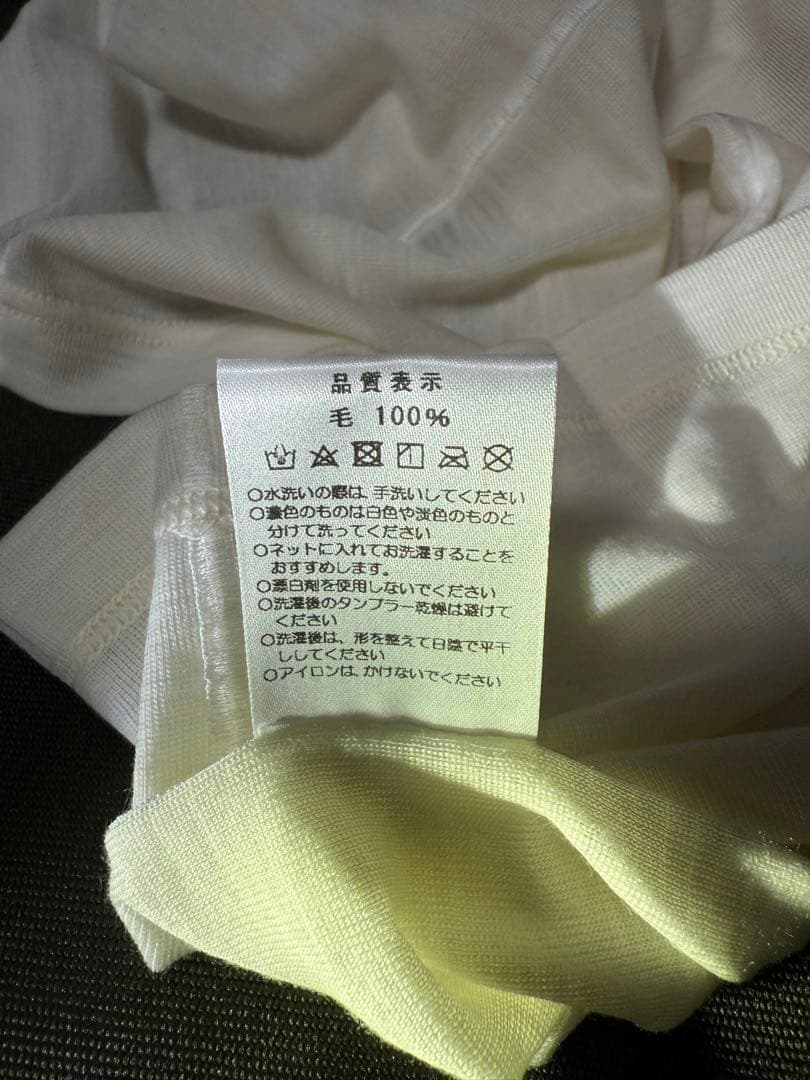 品質表示
毛 100%
○水洗いの際は、手洗いしてください
○濃色のものは白色や淡色のものと
分けて洗ってください
○ネットに入れてお洗濯することを
おすすめします。
○漂白剤を使用しないでください
○洗濯後のタンブラー乾燥は避けて
ください
○洗濯後は、形を整えて日陰で平干
ししてください
○アイロンは、かけないでください